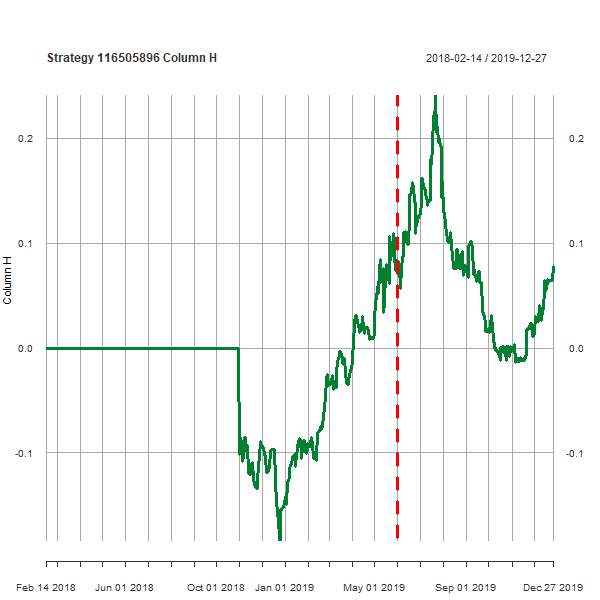 Strategy 116505896 Column H
2018-02-14 / 2019-12-27
Column H
0.2
0.1
0.0
-0.1
0.2
0.1
0.0
-0.1
Feb 14 2018
Jun 01 2018
Oct 01 2018
Jan 01 2019
May 01 2019
Sep 01 2019
Dec 27 2019